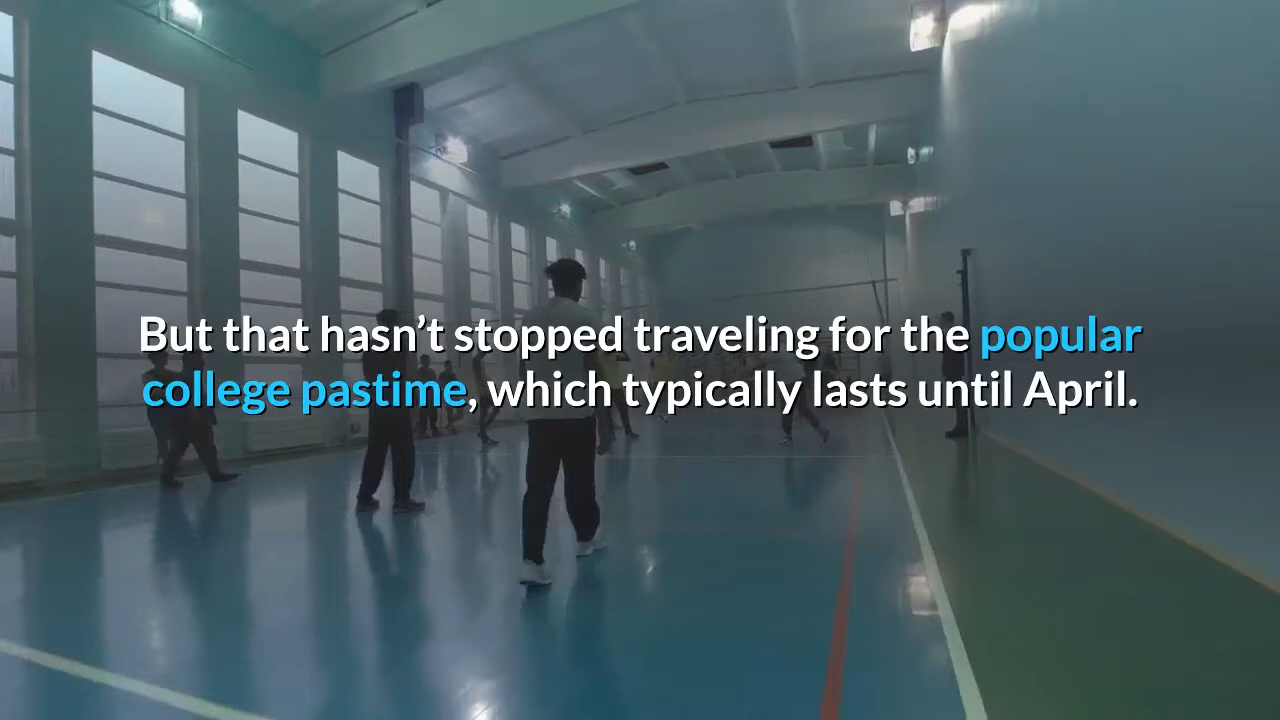 But that hasn’t stopped traveling for the popular
college pastime, which typically lasts until April.